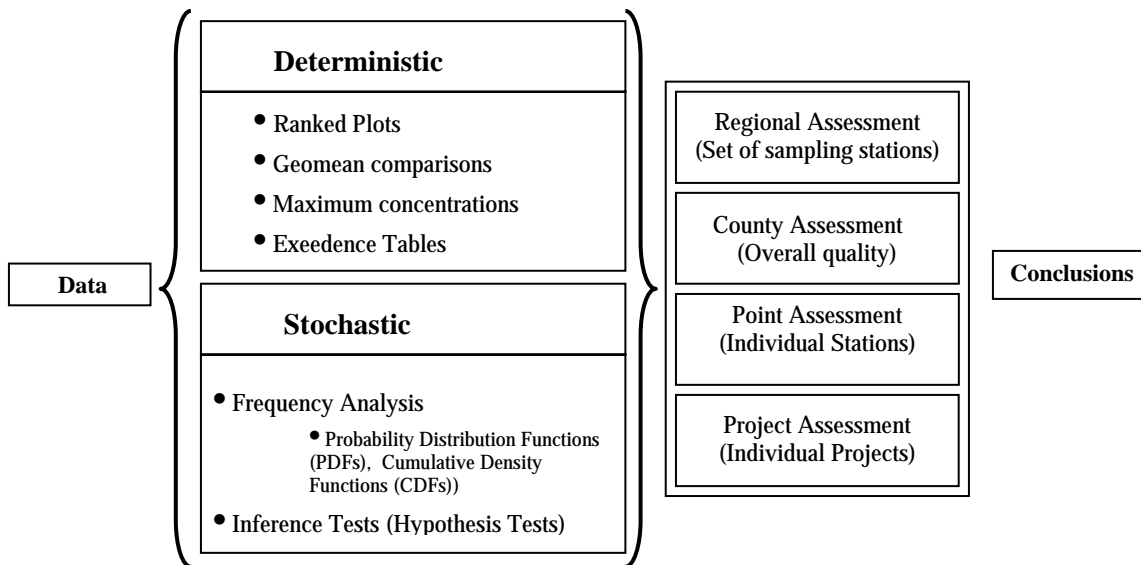 Data
Deterministic
• Ranked Plots
• Geomean comparisons
• Maximum concentrations
• Exeedence Tables
Stochastic
• Frequency Analysis
• Probability Distribution Functions
(PDFs), Cumulative Density
Functions (CDFs))
• Inference Tests (Hypothesis Tests)
Regional Assessment
(Set of sampling stations)
County Assessment
(Overall quality)
Point Assessment
(Individual Stations)
Project Assessment
(Individual Projects)
Conclusions